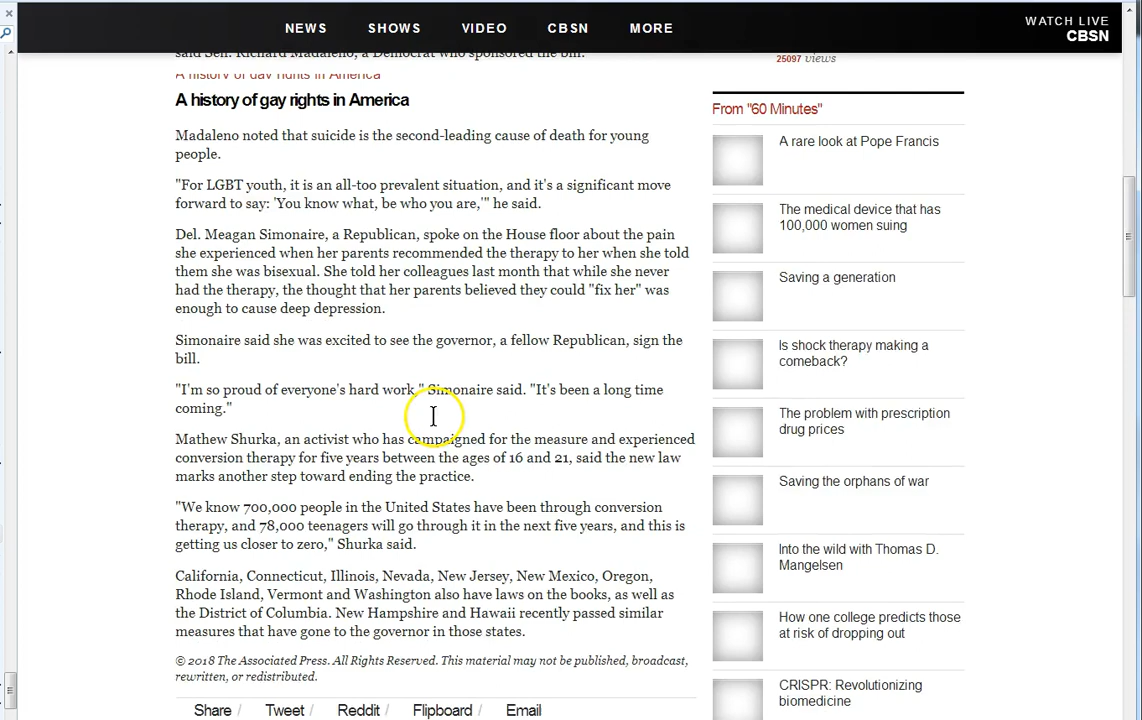 NEWS SHOWS VIDEO CBSN MORE
WATCH LIVE
CBSN
said Sen. Richard Madaleno, a Democrat who sponsored the bill.
A history of gay rights in America
A history of gay rights in America
Madaleno noted that suicide is the second-leading cause of death for young
people.
"For LGBT youth, it is an all-too prevalent situation, and it's a significant move
forward to say: 'You know what, be who you are,'" he said.
Del. Meagan Simonaire, a Republican, spoke on the House floor about the pain
she experienced when her parents recommended the therapy to her when she told
them she was bisexual. She told her colleagues last month that while she never
had the therapy, the thought that her parents believed they could "fix her" was
enough to cause deep depression.
Simonaire said she was excited to see the governor, a fellow Republican, sign the
bill.
"I'm so proud of everyone's hard work," Simonaire said. "It's been a long time
coming."
Mathew Shurka, an activist who has campaigned for the measure and experienced
conversion therapy for five years between the ages of 16 and 21, said the new law
marks another step toward ending the practice.
"We know 700,000 people in the United States have been through conversion
therapy, and 78,000 teenagers will go through it in the next five years, and this is
getting us closer to zero," Shurka said.
California, Connecticut, Illinois, Nevada, New Jersey, New Mexico, Oregon,
Rhode Island, Vermont and Washington also have laws on the books, as well as
the District of Columbia. New Hampshire and Hawaii recently passed similar
measures that have gone to the governor in those states.
© 2018 The Associated Press. All Rights Reserved. This material may not be published, broadcast,
rewritten, or redistributed.
Share / Tweet / Reddit / Flipboard / Email
25097 views
From "60 Minutes"
A rare look at Pope Francis
The medical device that has
100,000 women suing
Saving a generation
Is shock therapy making a
comeback?
The problem with prescription
drug prices
Saving the orphans of war
Into the wild with Thomas D.
Mangelsen
How one college predicts those
at risk of dropping out
CRISPR: Revolutionizing
biomedicine